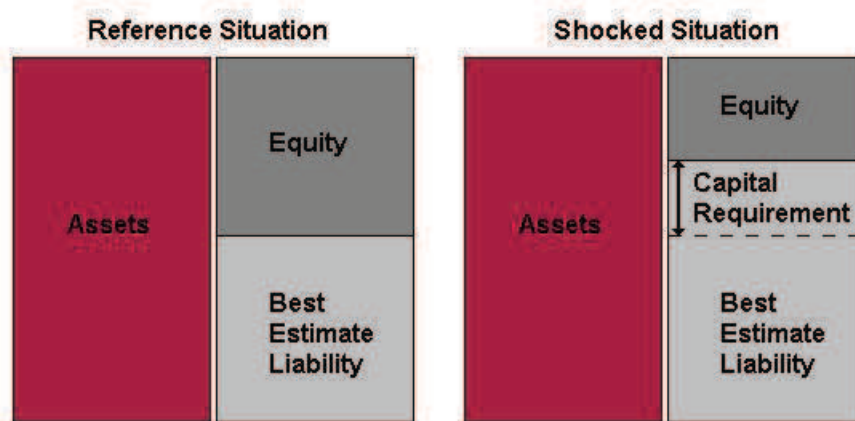 Reference Situation
Assets
Equity
Best
Estimate
Liability
Shocked Situation
Assets
Equity
Capital
Requirement
Best
Estimate
Liability